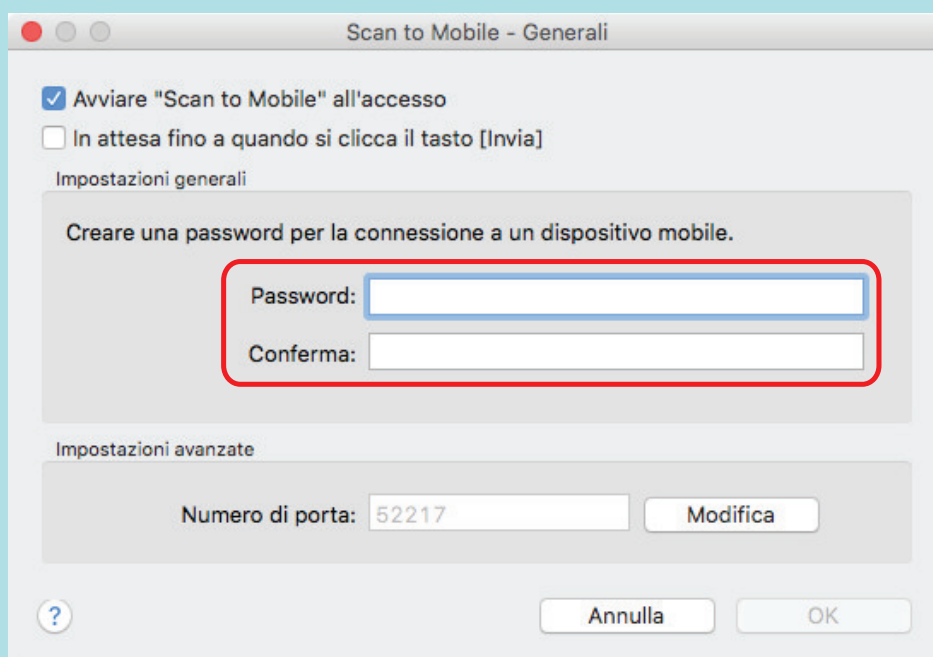 Scan to Mobile - Generali
Avviare "Scan to Mobile" all'accesso
In attesa fino a quando si clicca il tasto [Invia]
Impostazioni generali
Creare una password per la connessione a un dispositivo mobile.
Password:
Conferma:
Impostazioni avanzate
Numero di porta: 52217 Modifica
? Annulla OK